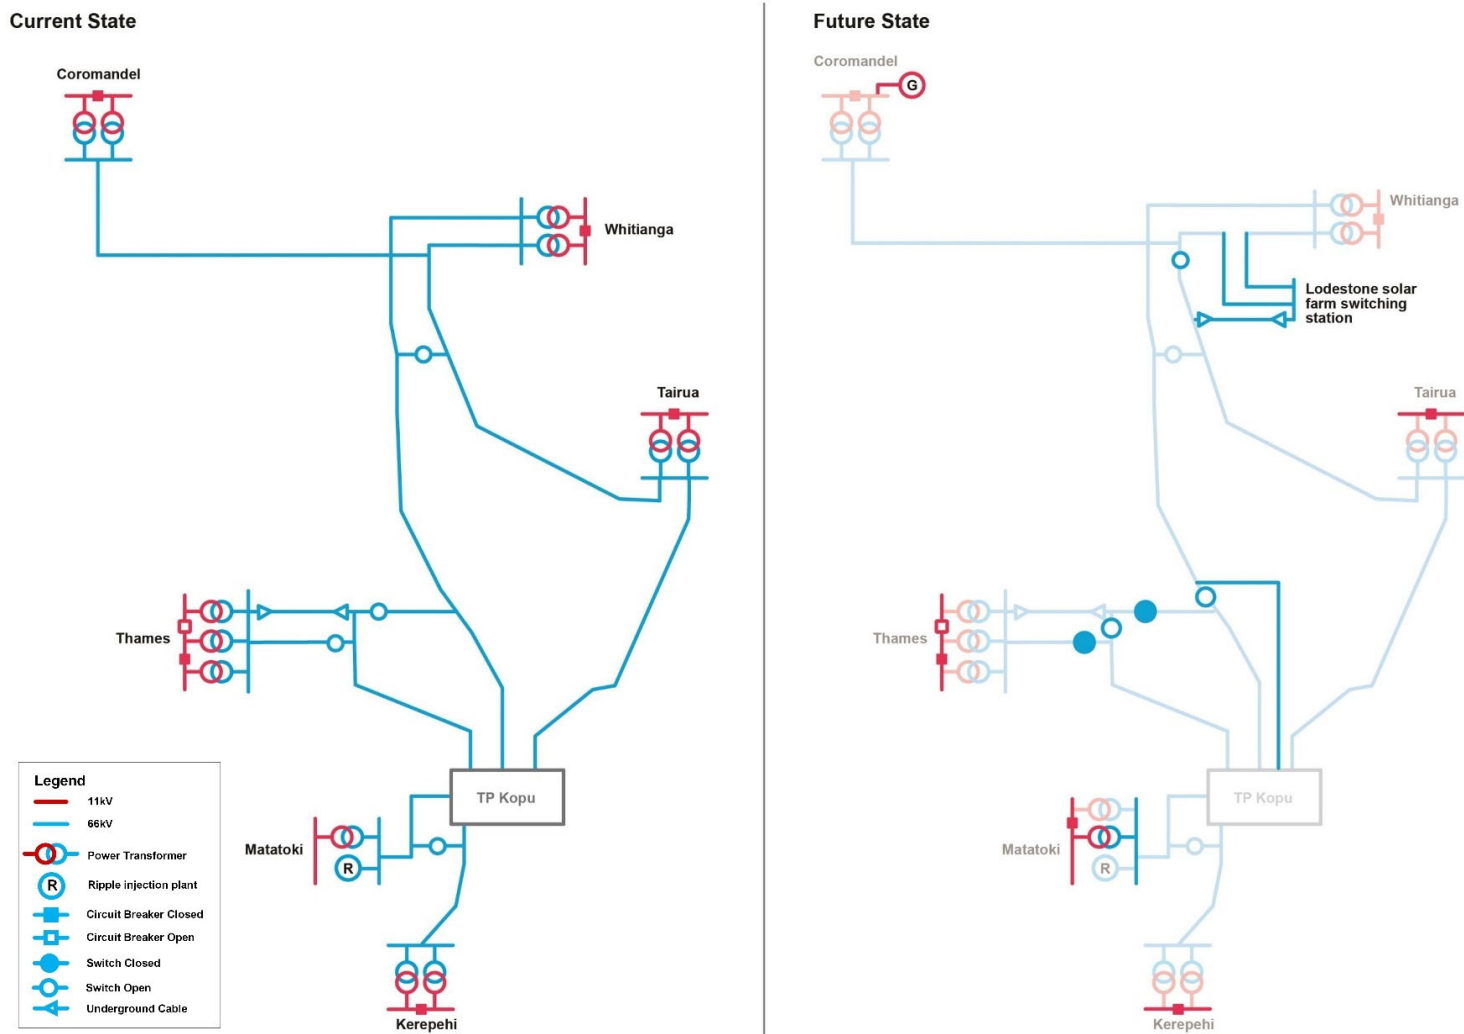 Current State
Coromandel
Whitianga
Tairua
Thames
TP Kopu
Matatoki
R
Kerepehi
Legend
11kV
66kV
Power Transformer
R
Ripple injection plant
Circuit Breaker Closed
Circuit Breaker Open
Switch Closed
Switch Open
Underground Cable
Future State
Coromandel
G
Whitianga
Lodestone solar
farm switching
station
Tairua
Thames
TP Kopu
Matatoki
R
Kerepehi